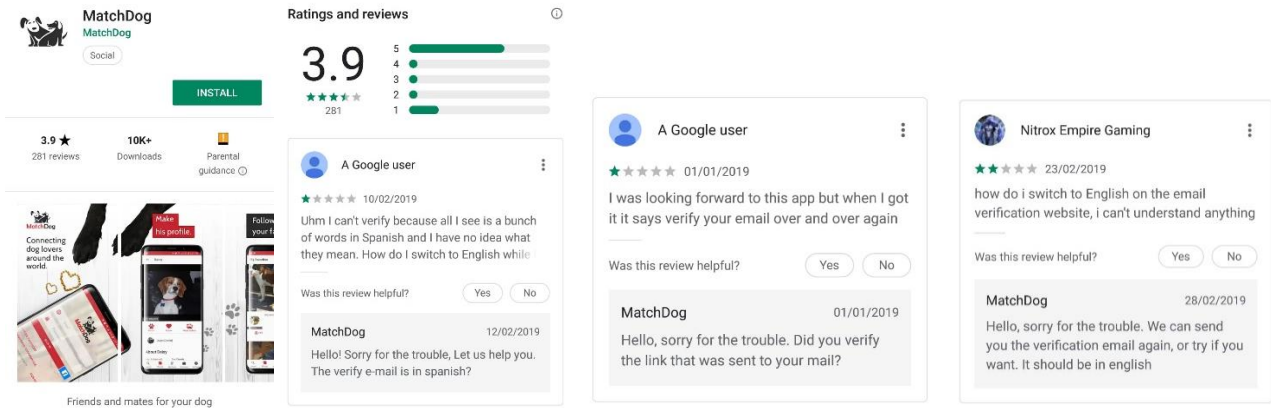 MatchDog
MatchDog
Social
INSTALL
3.9 ★
281 reviews
10K+
Downloads
Parental
guidance
MatchDog
Connecting
dog lovers
around the
world.
Make
his profile.
Follow
your fa
MatchDog
Friends and mates for your dog
Ratings and reviews
3.9
281
5
4
3
2
1
A Google user
10/02/2019
Uhm I can't verify because all I see is a bunch
of words in Spanish and I have no idea what
they mean. How do I switch to English while
Was this review helpful?
Yes
No
MatchDog
12/02/2019
Hello! Sorry for the trouble, Let us help you.
The verify e-mail is in spanish?
A Google user
01/01/2019
I was looking forward to this app but when I got
it it says verify your email over and over again
Was this review helpful?
Yes
No
MatchDog
01/01/2019
Hello, sorry for the trouble. Did you verify
the link that was sent to your mail?
Nitrox Empire Gaming
23/02/2019
how do i switch to English on the email
verification website, i can't understand anything
Was this review helpful?
Yes
No
MatchDog
28/02/2019
Hello, sorry for the trouble. We can send
you the verification email again, or try if you
want. It should be in english